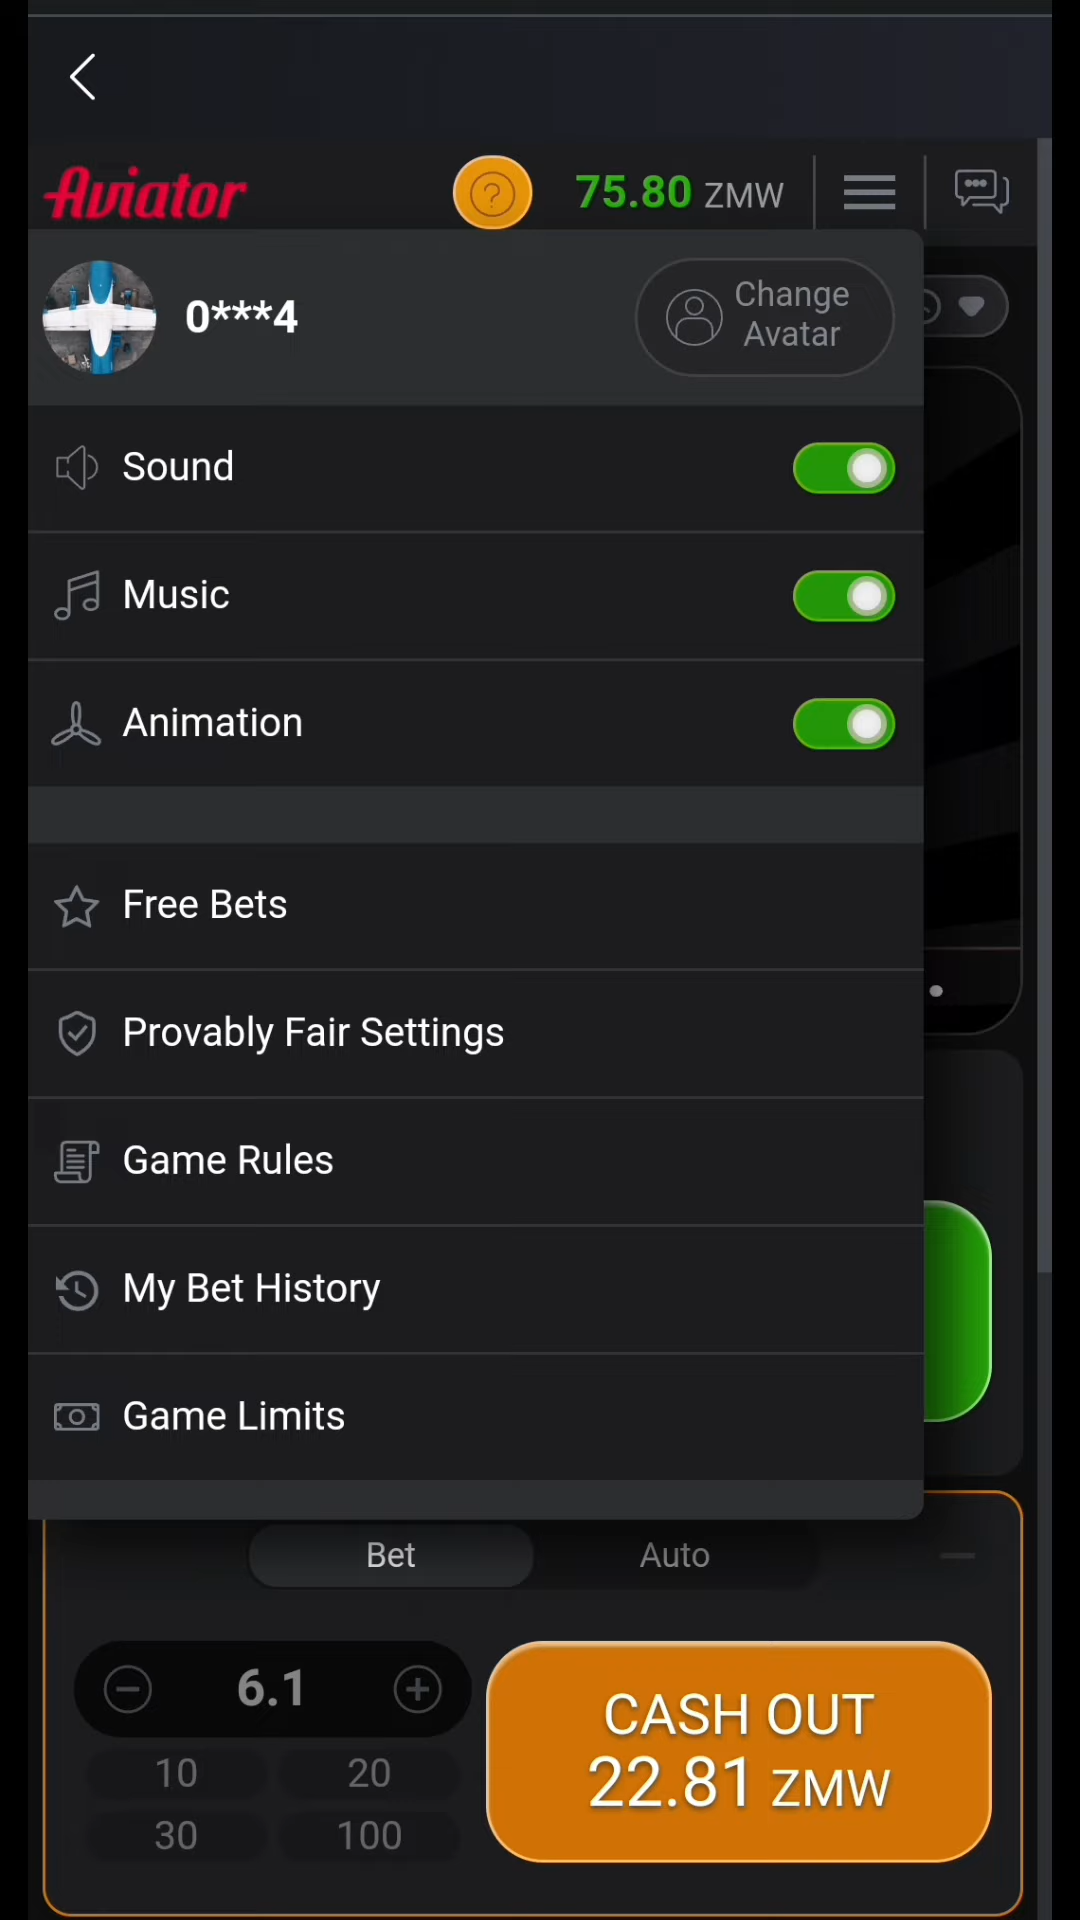 Aviator
?
75.80 ZMW
0***4
Change
Avatar
Sound
Music
Animation
Free Bets
Provably Fair Settings
Game Rules
My Bet History
Game Limits
Bet
Auto
6.1
CASH OUT
22.81 ZMW
10
20
30
100